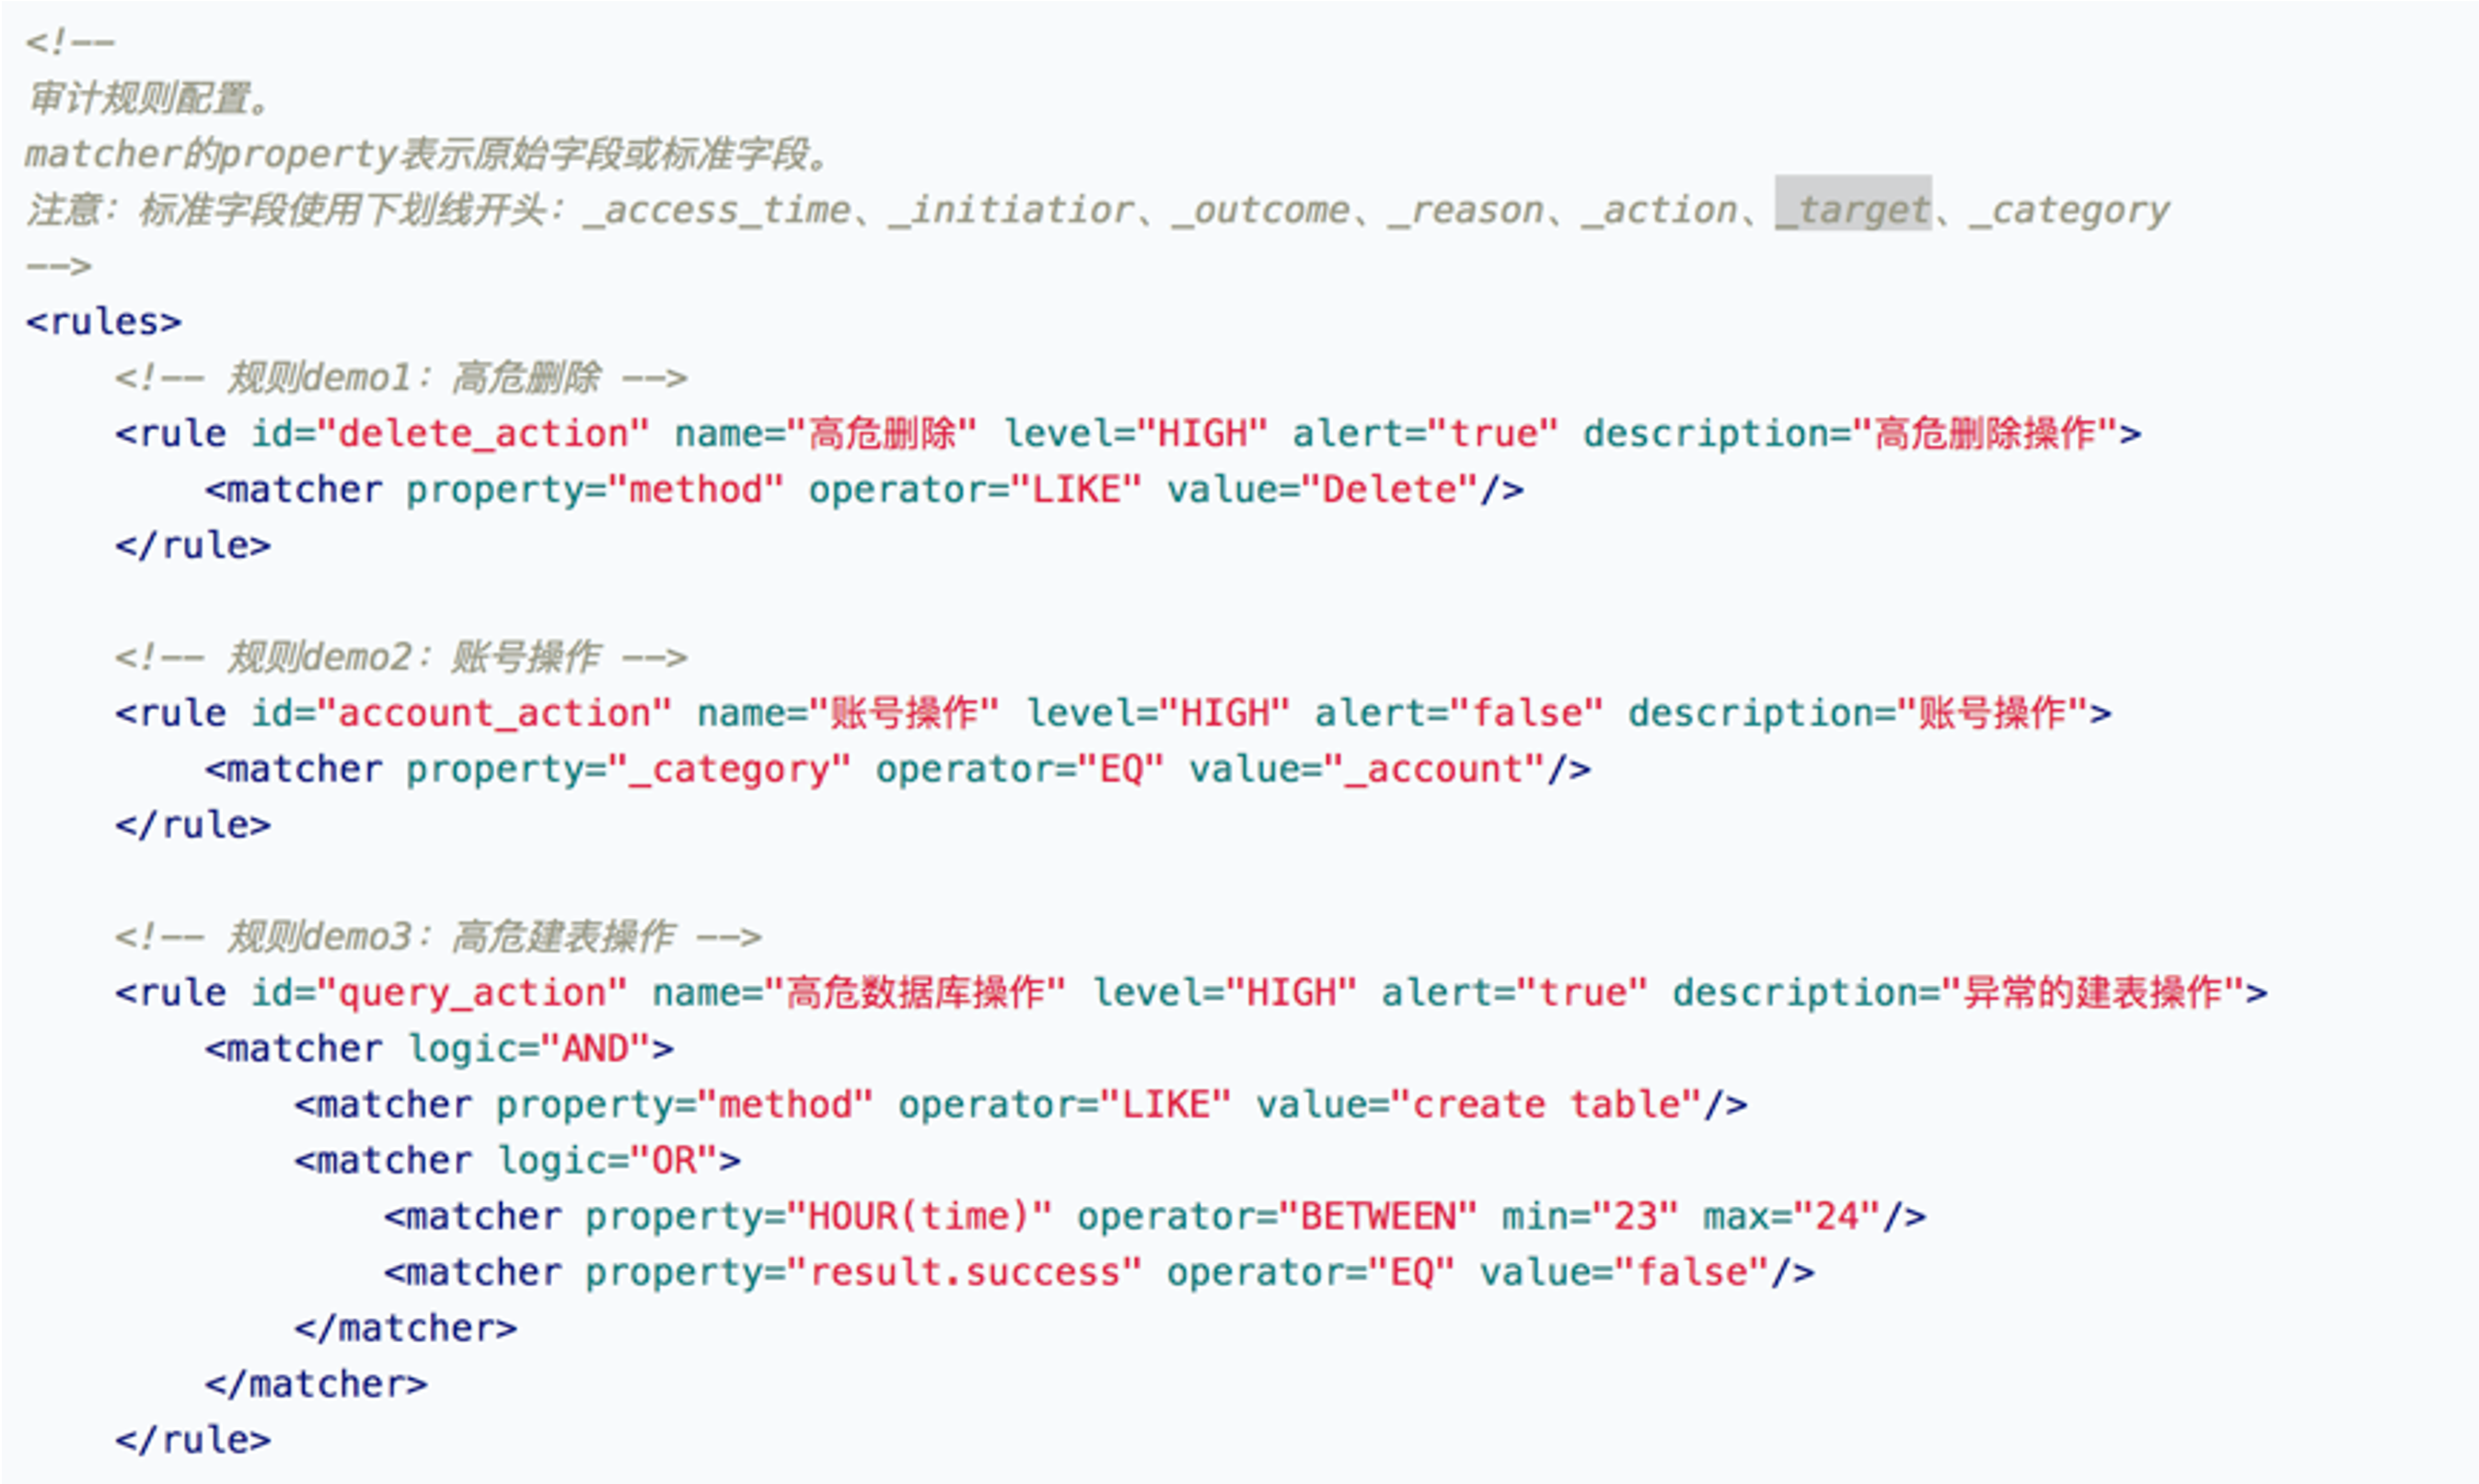 <!--
审计规则配置。
matcher的property表示原始字段或标准字段。
注意：标准字段使用下划线开头：_access_time、_initiatior、_outcome、_reason、_action、_target、_category
-->
<rules>
    <!-- 规则demo1：高危删除 -->
    <rule id="delete_action" name="高危删除" level="HIGH" alert="true" description="高危删除操作">
        <matcher property="method" operator="LIKE" value="Delete"/>
    </rule>

    <!-- 规则demo2：账号操作 -->
    <rule id="account_action" name="账号操作" level="HIGH" alert="false" description="账号操作">
        <matcher property="_category" operator="EQ" value="_account"/>
    </rule>

    <!-- 规则demo3：高危建表操作 -->
    <rule id="query_action" name="高危数据库操作" level="HIGH" alert="true" description="异常的建表操作">
        <matcher logic="AND">
            <matcher property="method" operator="LIKE" value="create table"/>
            <matcher logic="OR">
                <matcher property="HOUR(time)" operator="BETWEEN" min="23" max="24"/>
                <matcher property="result.success" operator="EQ" value="false"/>
            </matcher>
        </matcher>
    </rule>